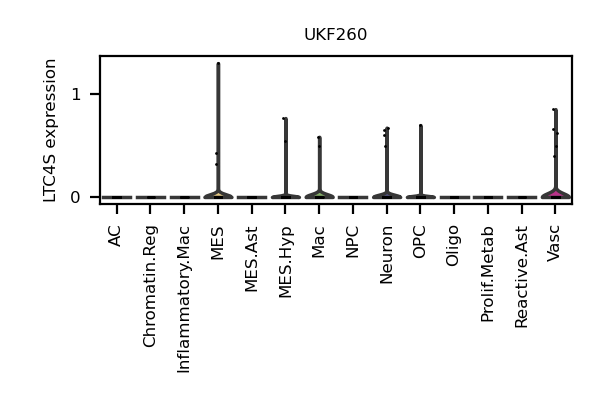 UKF260
LTC4S expression
1
0
AC
Chromatin.Reg
Inflammatory.Mac
MES
MES.Ast
MES.Hyp
Mac
NPC
Neuron
OPC
Oligo
Prolif.Metab
Reactive.Ast
Vasc